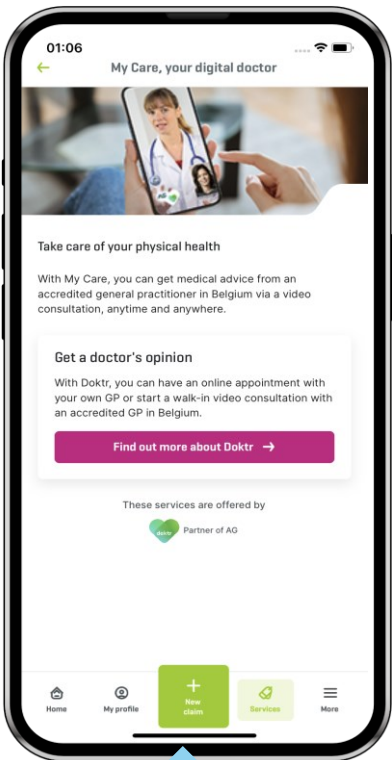 01:06
My Care, your digital doctor
Take care of your physical health
With My Care, you can get medical advice from an
accredited general practitioner in Belgium via a video
consultation, anytime and anywhere.
Get a doctor's opinion
With Doktr, you can have an online appointment with
your own GP or start a walk-in video consultation with
an accredited GP in Belgium.
Find out more about Doktr →
These services are offered by
doktr
Partner of AG
New
claim
Home
My profile
Services
More